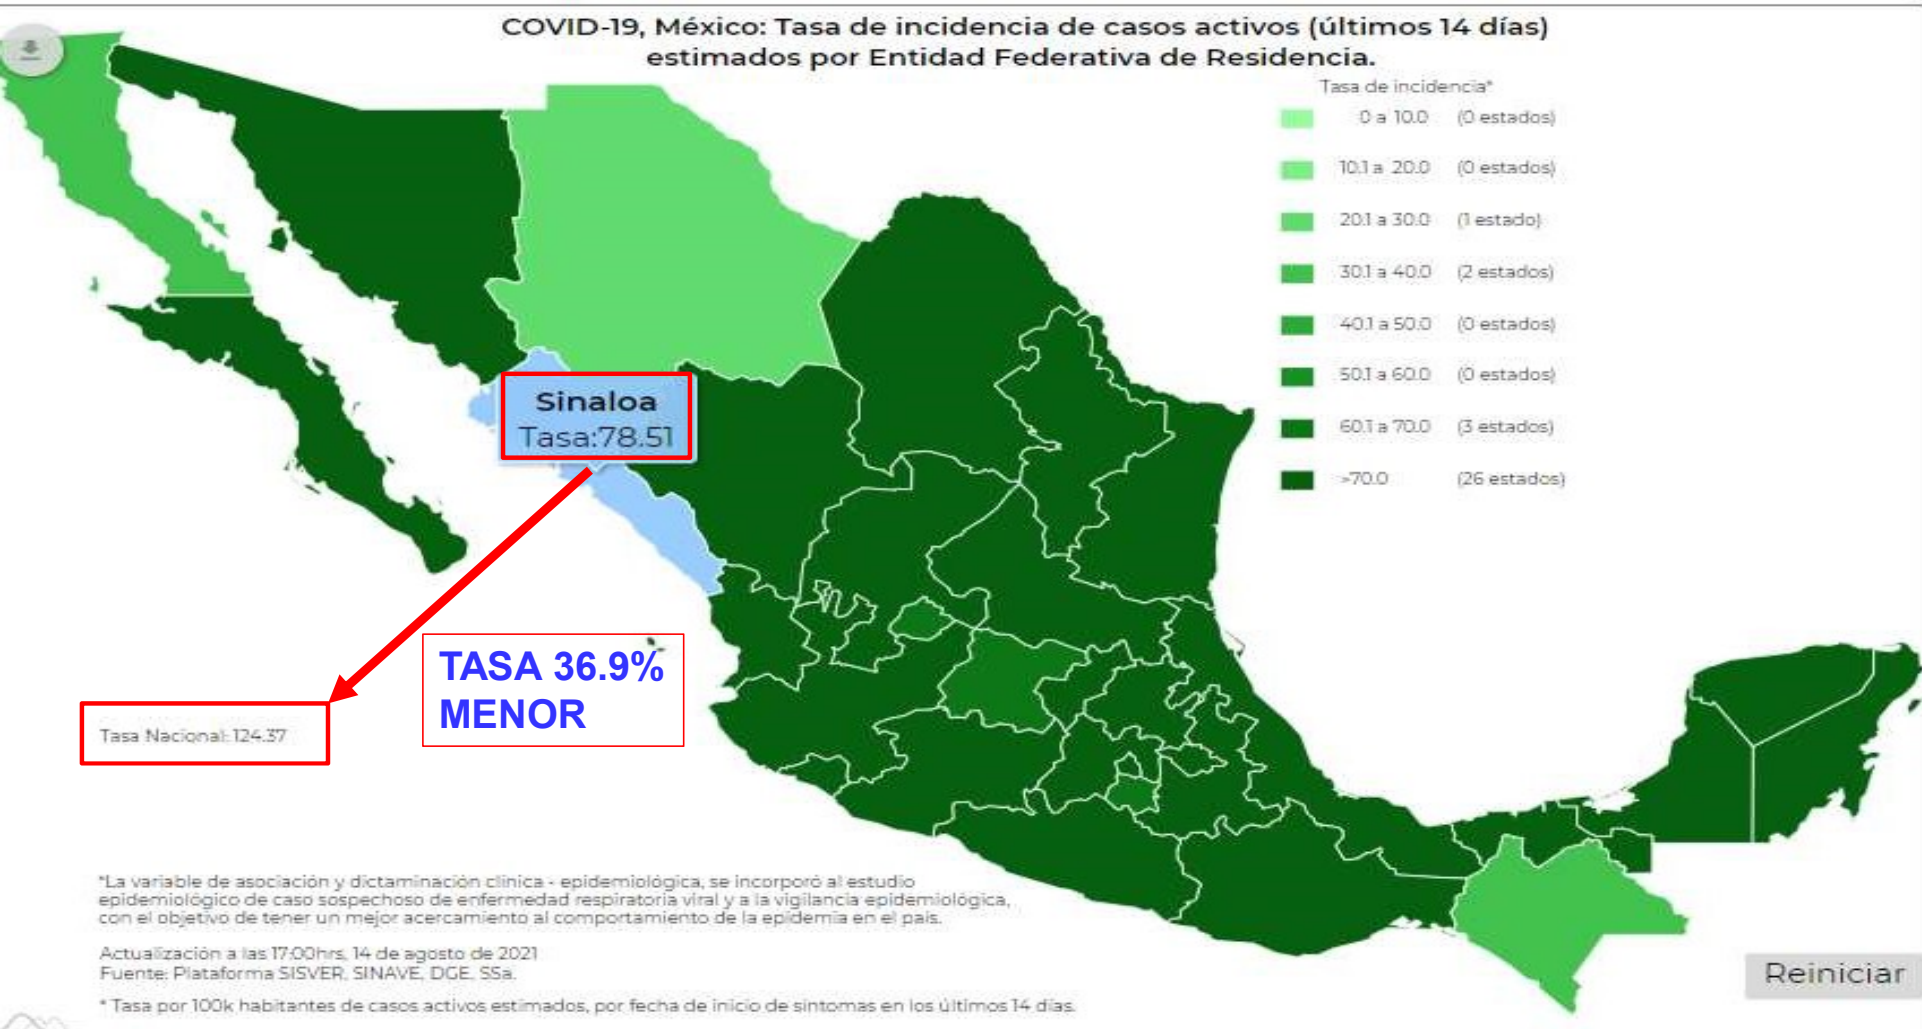 COVID-19, México: Tasa de incidencia de casos activos (últimos 14 días)
estimados por Entidad Federativa de Residencia.
Tasa de incidencia*
0 a 10.0 (0 estados)
10.1 a 20.0 (0 estados)
20.1 a 30.0 (1 estado)
30.1 a 40.0 (2 estados)
40.1 a 50.0 (0 estados)
50.1 a 60.0 (0 estados)
60.1 a 70.0 (3 estados)
>70.0 (26 estados)
Sinaloa
Tasa:78.51
TASA 36.9%
MENOR
Tasa Nacional: 124.37
*La variable de asociación y dictaminación clínica - epidemiológica, se incorporó al estudio
epidemiológico de caso sospechoso de enfermedad respiratoria viral y a la vigilancia epidemiológica,
con el objetivo de tener un mejor acercamiento al comportamiento de la epidemia en el país.
Actualización a las 17:00hrs, 14 de agosto de 2021
Fuente: Plataforma SISVER, SINAVE, DGE, SSa.
* Tasa por 100k habitantes de casos activos estimados, por fecha de inicio de síntomas en los últimos 14 días.
Reiniciar